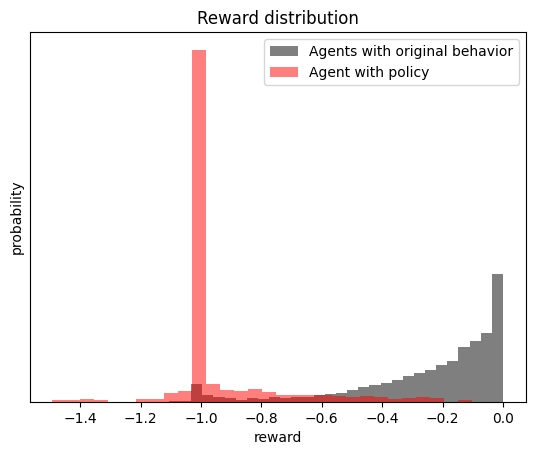 Reward distribution
Agents with original behavior
Agent with policy
probability
−1.4 −1.2 −1.0 −0.8 −0.6 −0.4 −0.2 0.0
reward